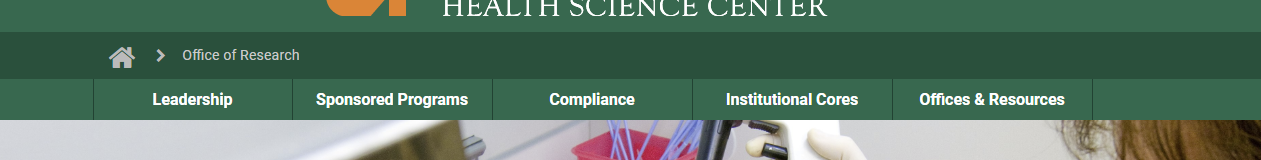 HEALTH SCIENCE CENTER
Office of Research
Leadership
Sponsored Programs
Compliance
Institutional Cores
Offices & Resources